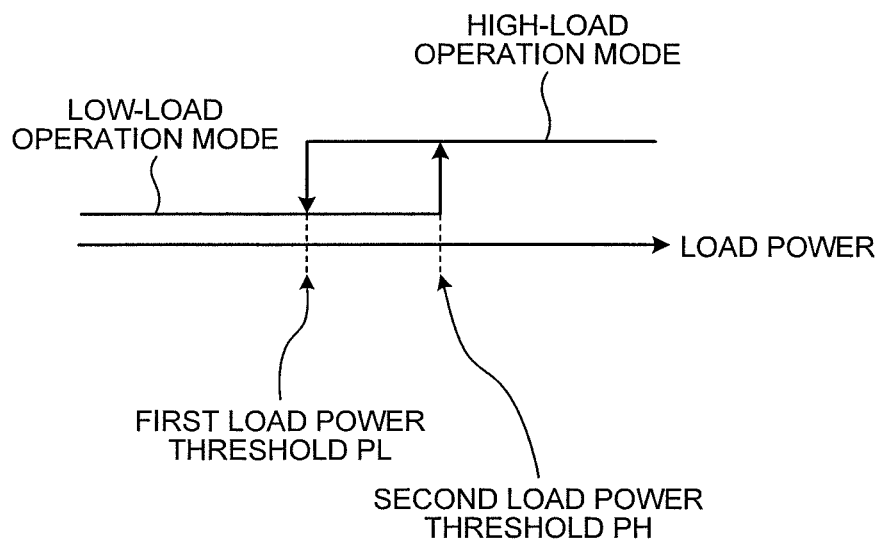 HIGH-LOAD
OPERATION MODE
LOW-LOAD
OPERATION MODE
LOAD POWER
FIRST LOAD POWER
THRESHOLD PL
SECOND LOAD POWER
THRESHOLD PH